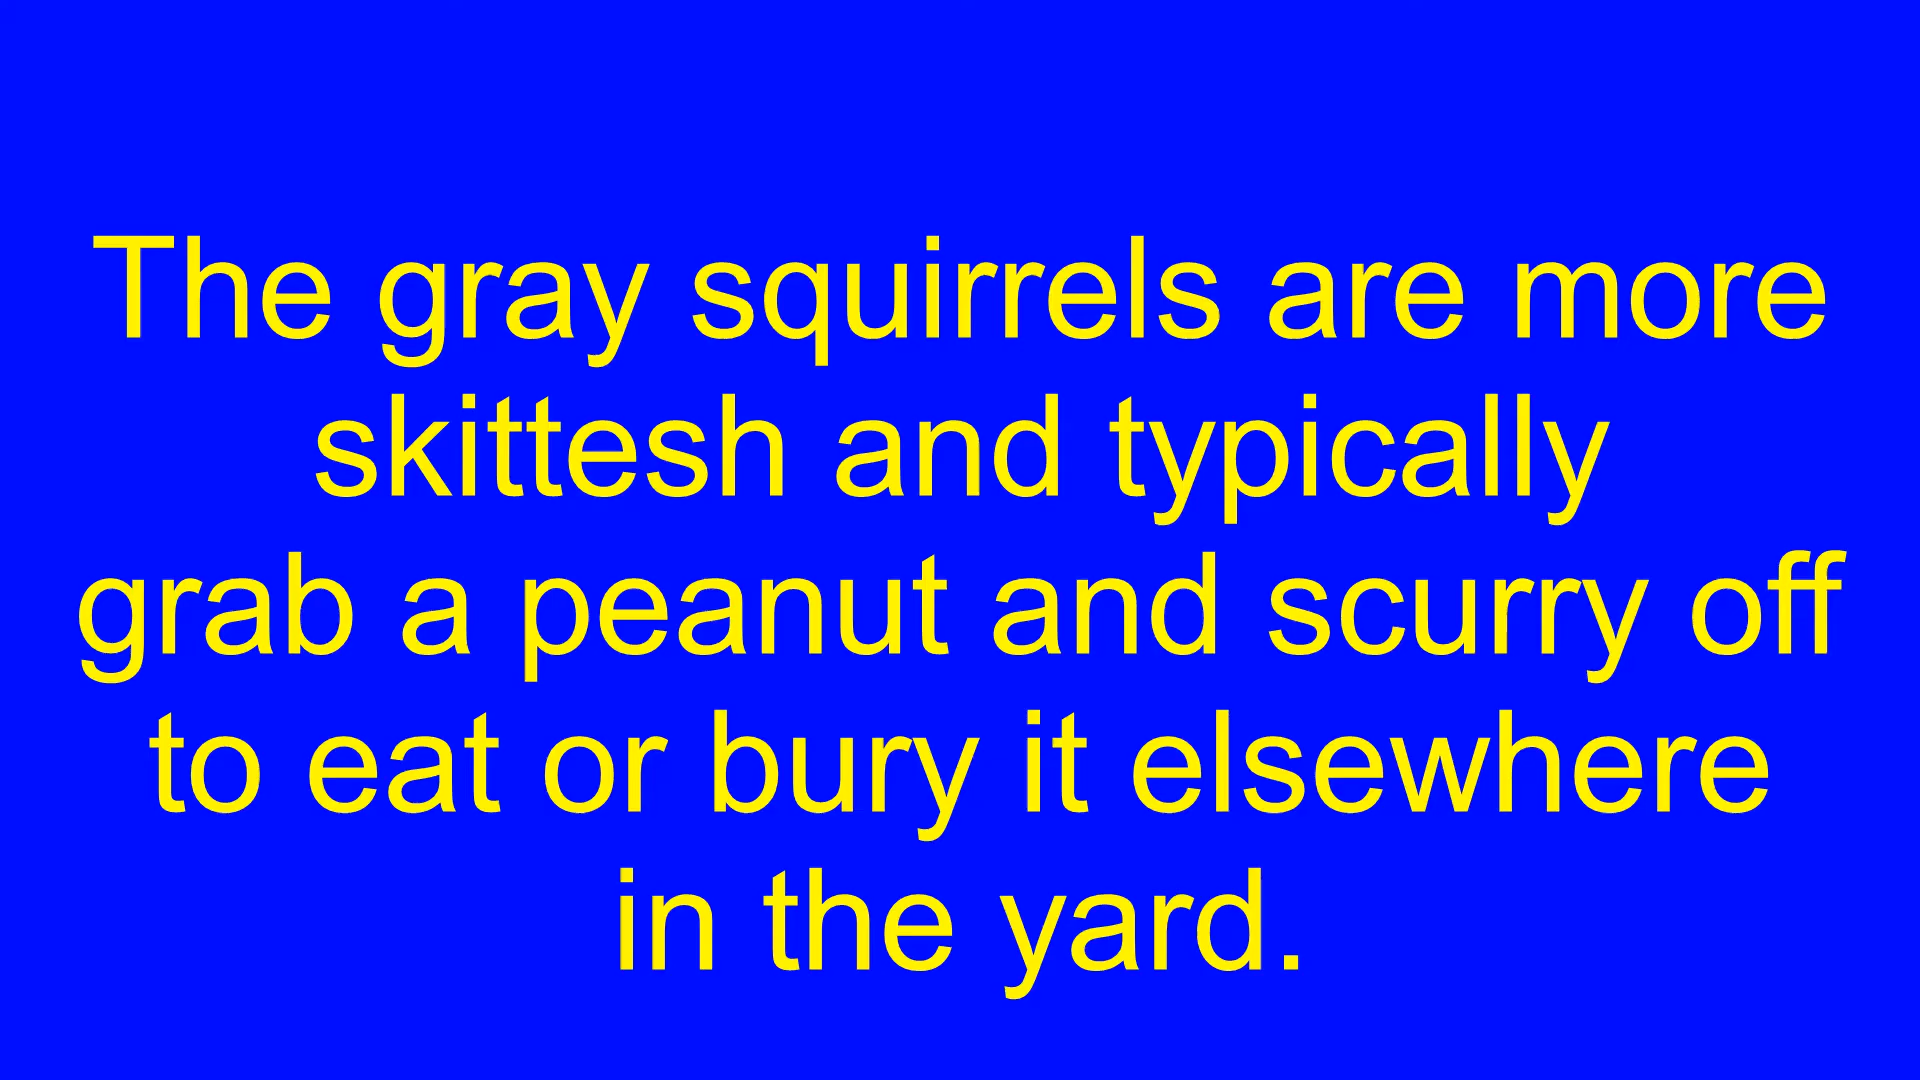 The gray squirrels are more
skittesh and typically
grab a peanut and scurry off
to eat or bury it elsewhere
in the yard.